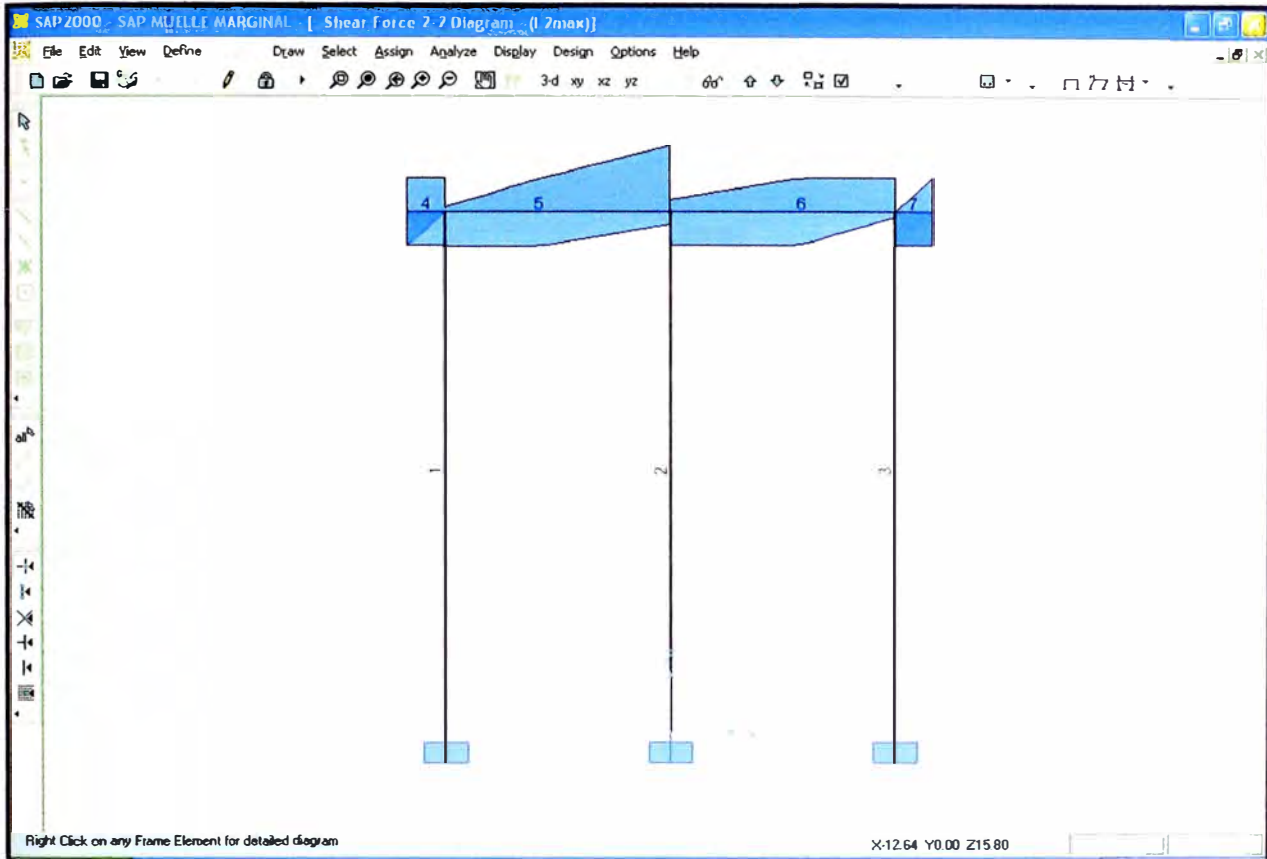 SAP2000 - SAP MUELLE MARGINAL - [ Shear Force 2-2 Diagram (L2max)]
File Edit View Define Draw Select Assign Analyze Display Design Options Help
3-d xy xz yz
4 5 6 7
all
1 2 3
Right Click on any Frame Element for detailed diagram
X-12.64 Y0.00 Z15.80